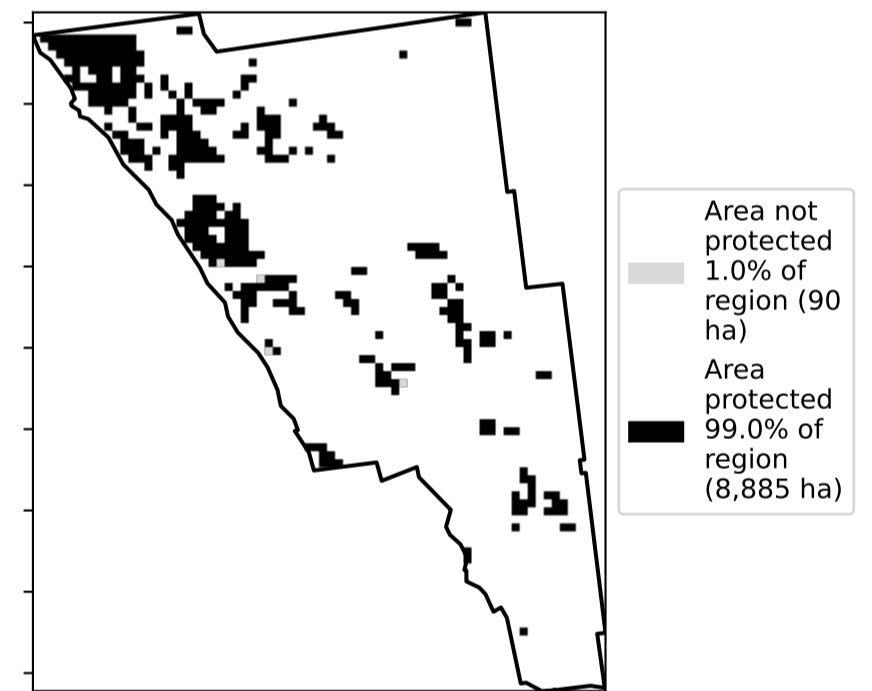 Area not
protected
1.0% of
region (90
ha)
Area
protected
99.0% of
region
(8,885 ha)